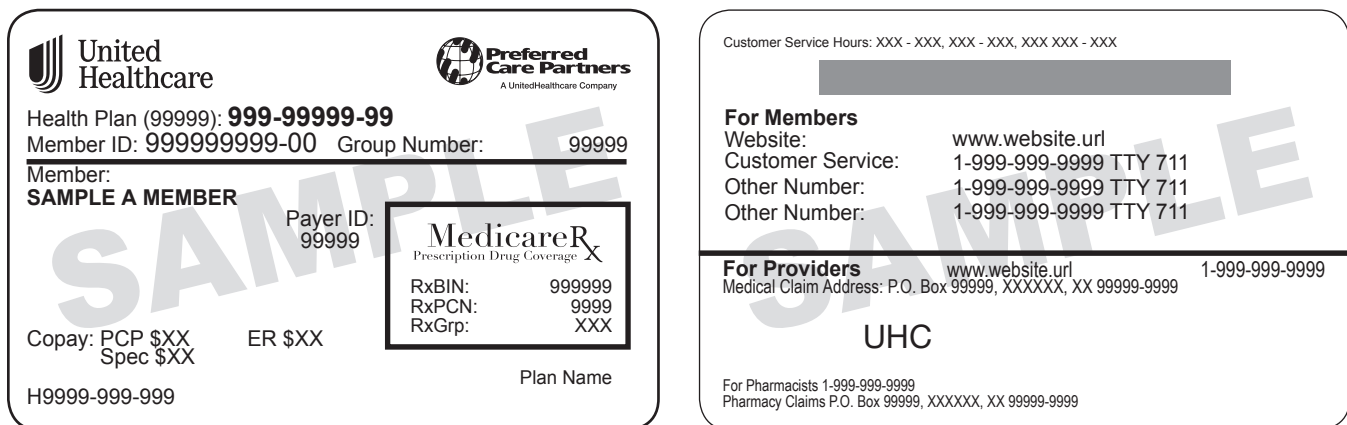 United
Healthcare
Preferred
Care Partners
A UnitedHealthcare Company
Health Plan (99999): 999-99999-99
Member ID: 999999999-00 Group Number: 99999
Member:
SAMPLE A MEMBER
Payer ID:
99999
MedicareRx
Prescription Drug Coverage
RxBIN: 999999
RxPCN: 9999
RxGrp: XXX
Copay: PCP $XX ER $XX
Spec $XX
Plan Name
H9999-999-999
SAMPLE
Customer Service Hours: XXX - XXX, XXX - XXX, XXX XXX - XXX
For Members
Website: www.website.url
Customer Service: 1-999-999-9999 TTY 711
Other Number: 1-999-999-9999 TTY 711
Other Number: 1-999-999-9999 TTY 711
For Providers www.website.url 1-999-999-9999
Medical Claim Address: P.O. Box 99999, XXXXXX, XX 99999-9999
UHC
For Pharmacists 1-999-999-9999
Pharmacy Claims P.O. Box 99999, XXXXXX, XX 99999-9999
SAMPLE